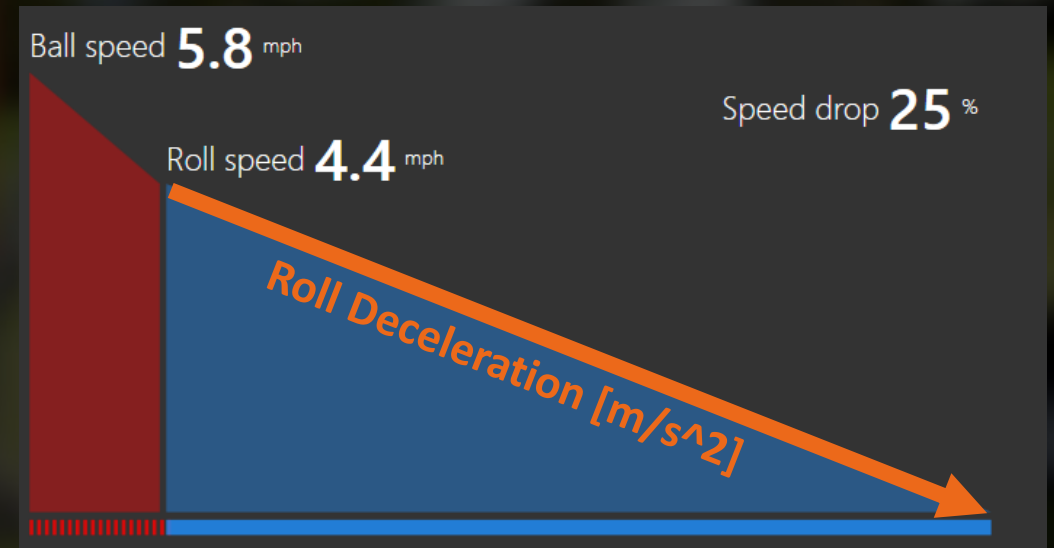 Ball speed 5.8 mph
Speed drop 25 %
Roll speed 4.4 mph
Roll Deceleration [m/s^2]